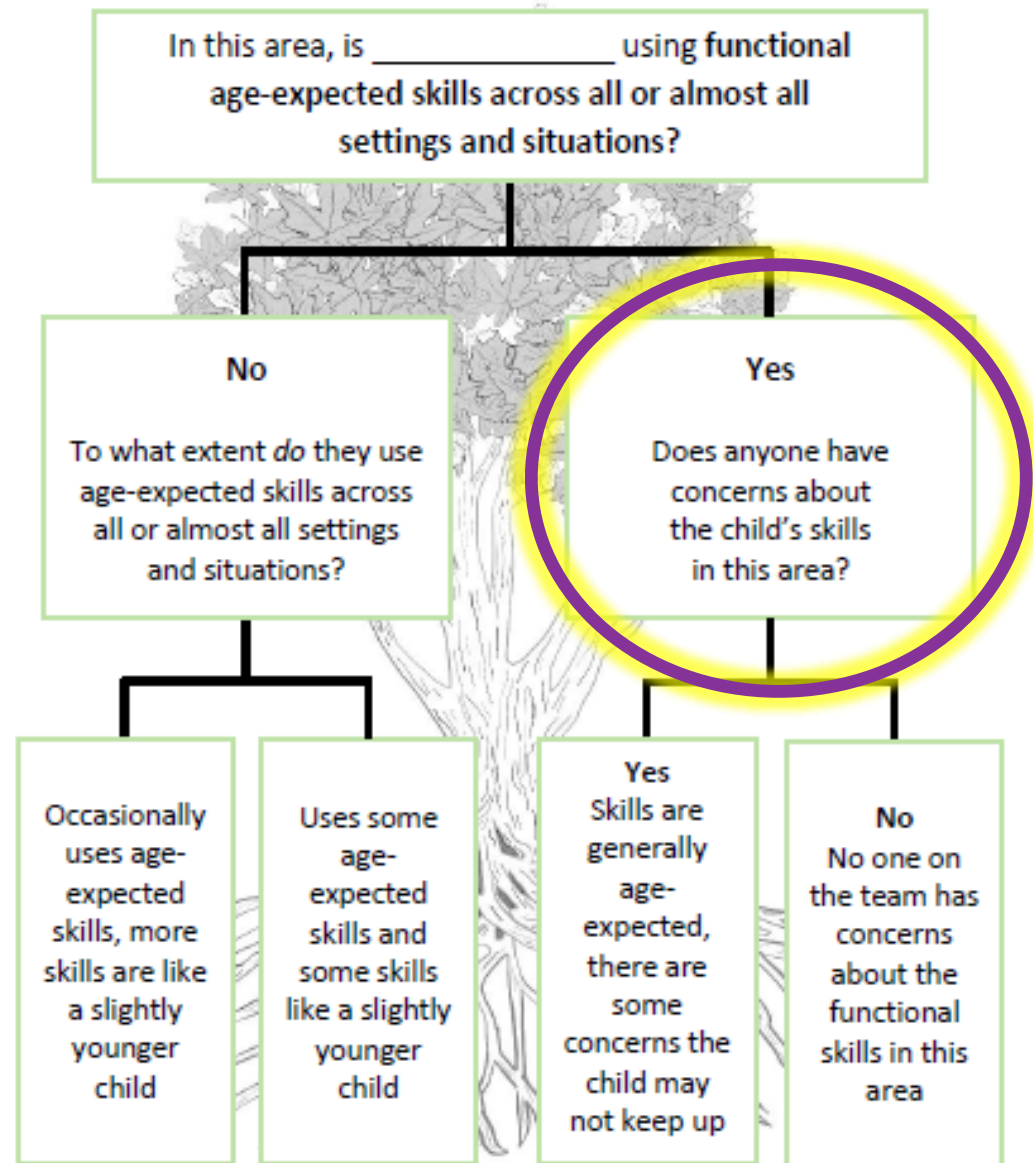 In this area, is ______________ using functional
age-expected skills across all or almost all
settings and situations?
No
To what extent do they use
age-expected skills across
all or almost all settings
and situations?
Yes
Does anyone have
concerns about
the child’s skills
in this area?
Occasionally
uses age-
expected
skills, more
skills are like
a slightly
younger
child
Uses some
age-
expected
skills and
some skills
like a slightly
younger
child
Yes
Skills are
generally
age-
expected,
there are
some
concerns the
child may
not keep up
No
No one on
the team has
concerns
about the
functional
skills in this
area